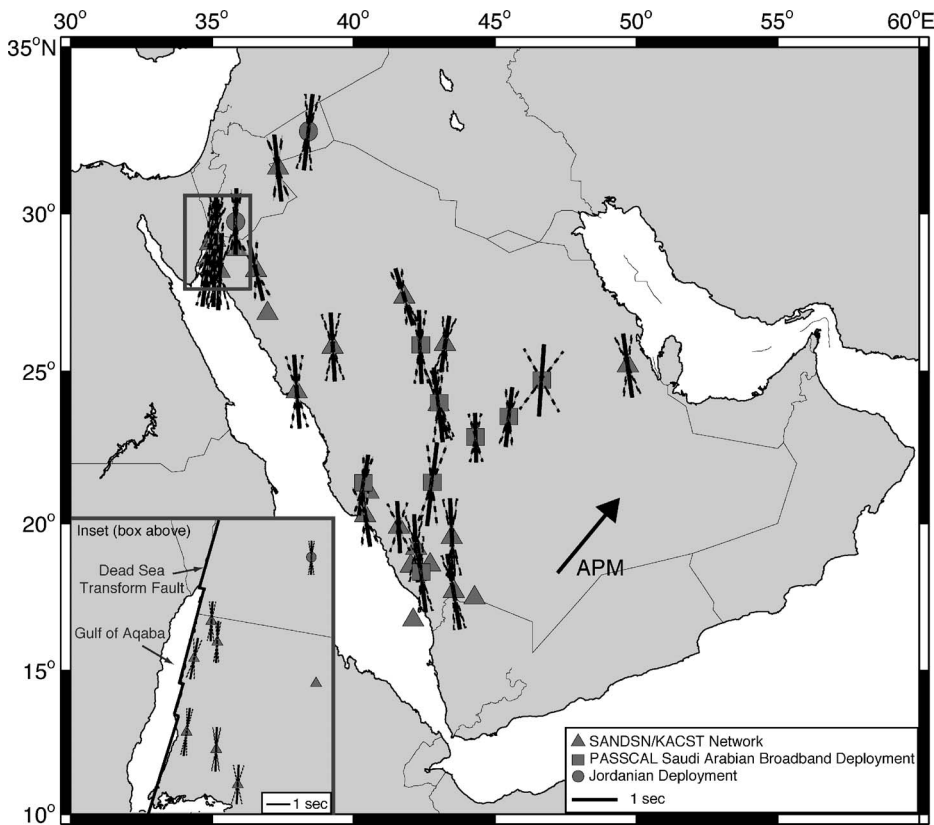 30° 35° 40° 45° 50° 55° 60°E
35°N
30°
25°
20°
15°
10°
APM
Inset (box above)
Dead Sea
Transform Fault
Gulf of Aqaba
1 sec
SANDSN/KACST Network
PASSCAL Saudi Arabian Broadband Deployment
Jordanian Deployment
1 sec